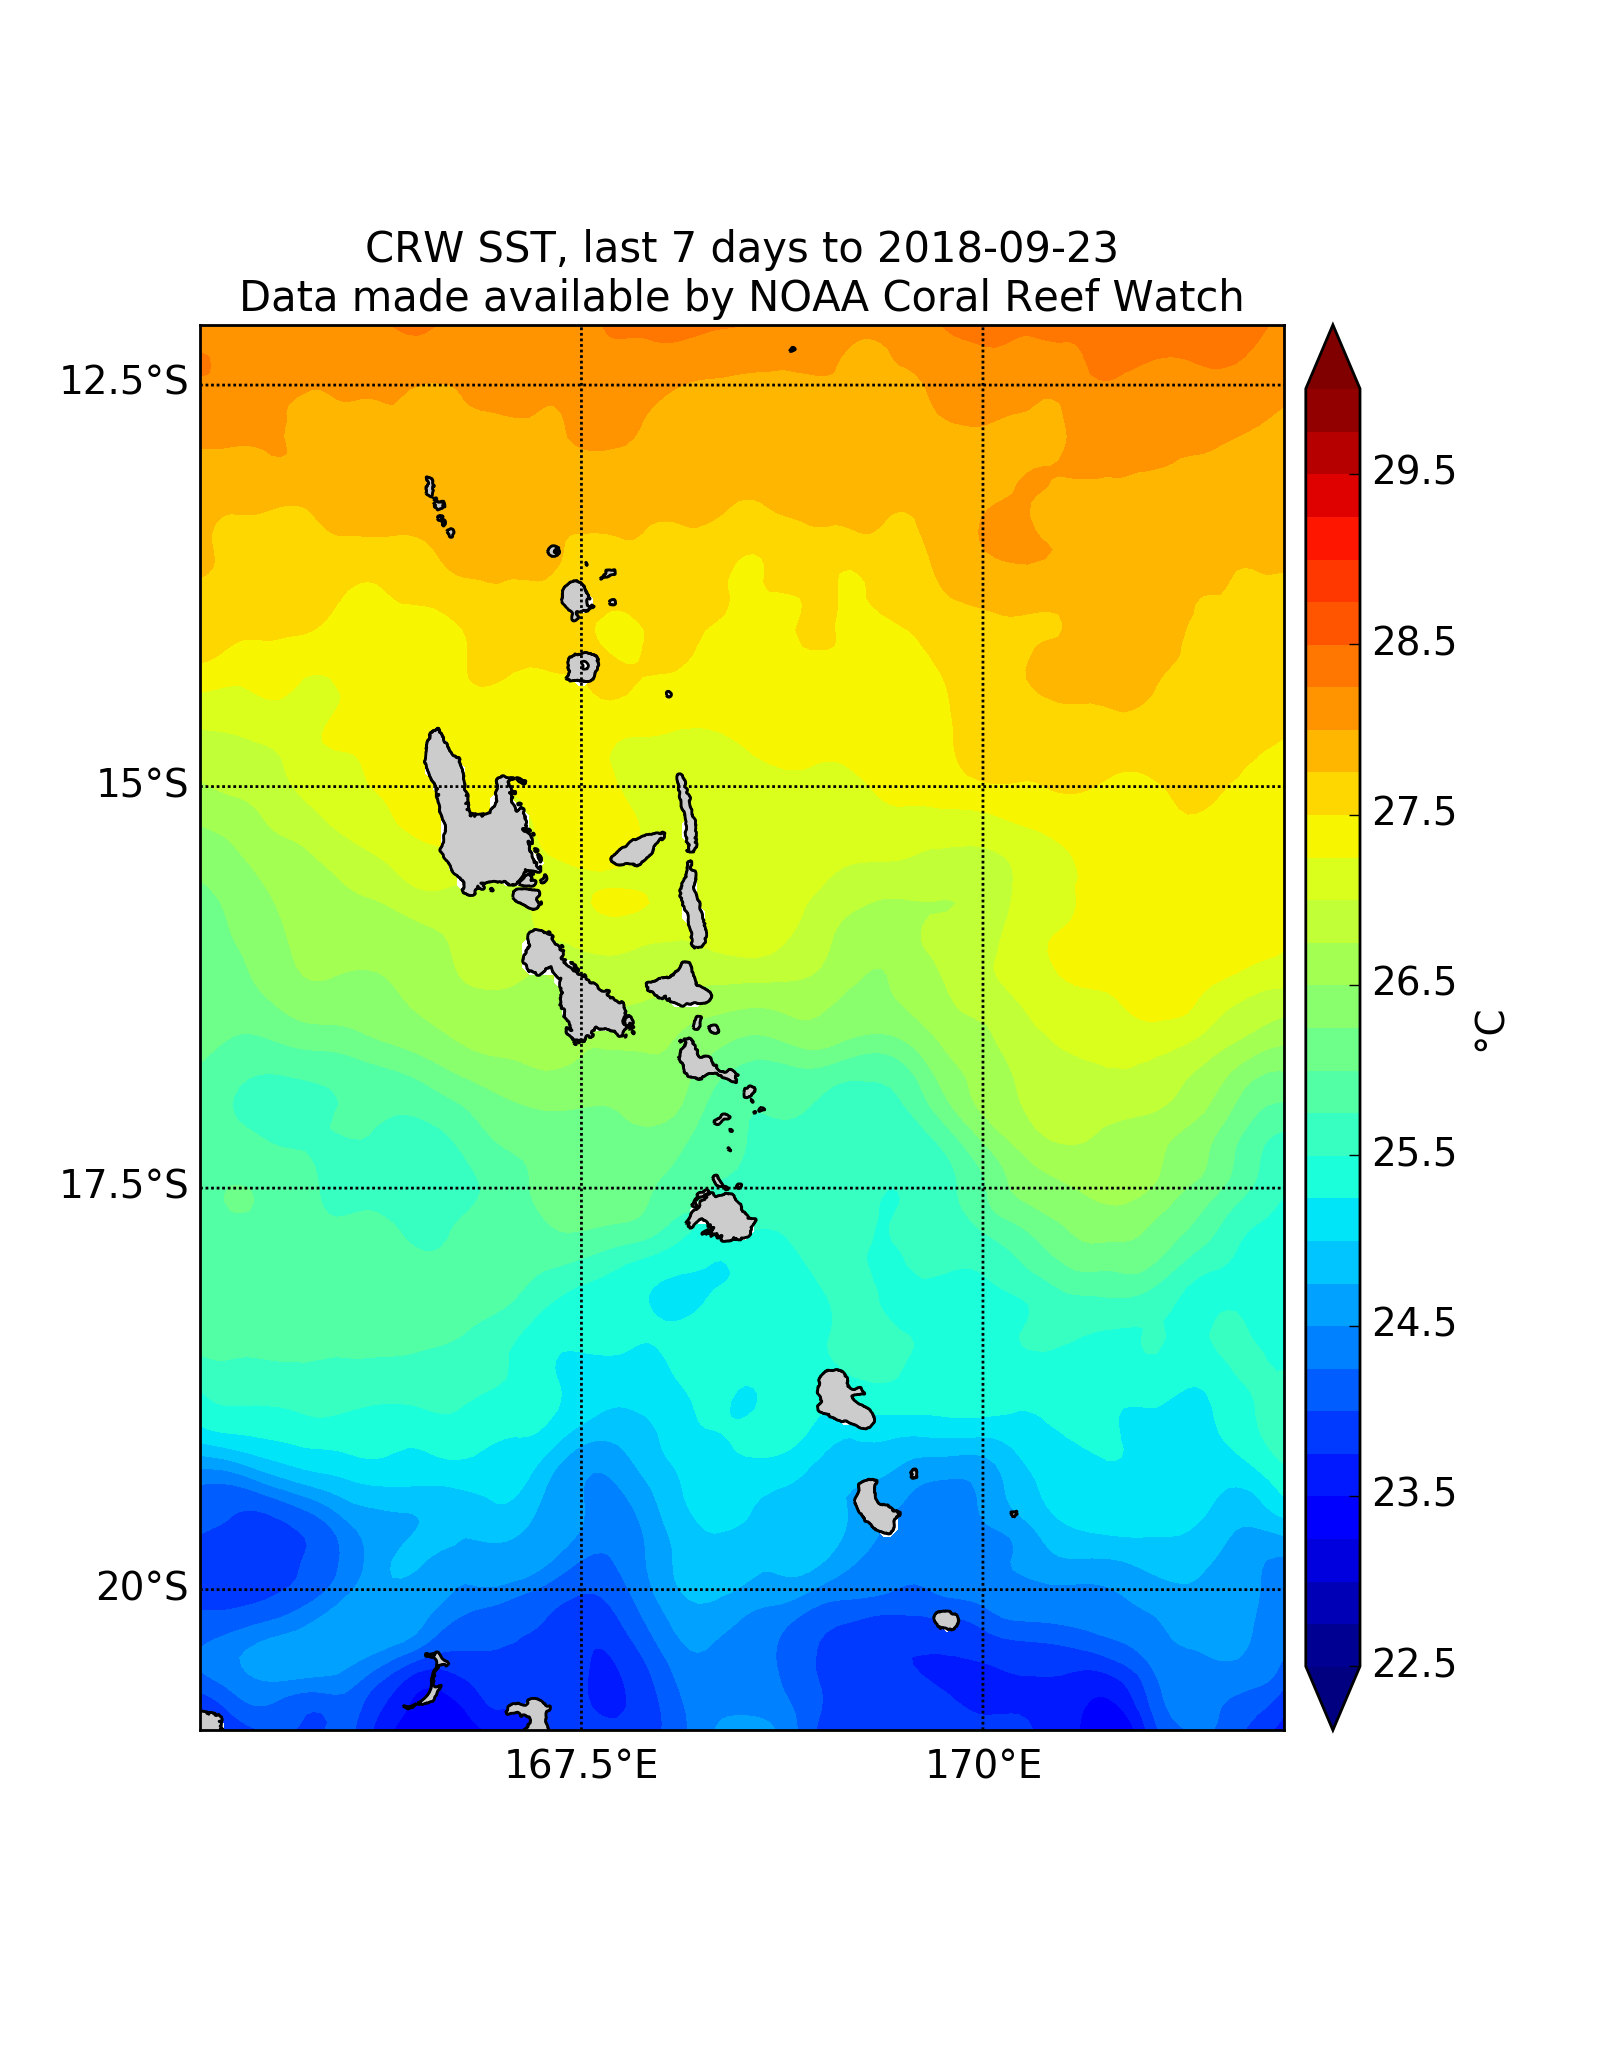 CRW SST, last 7 days to 2018-09-23
Data made available by NOAA Coral Reef Watch
12.5°S
15°S
17.5°S
20°S
167.5°E
170°E
29.5
28.5
27.5
26.5
25.5
24.5
23.5
22.5
°C